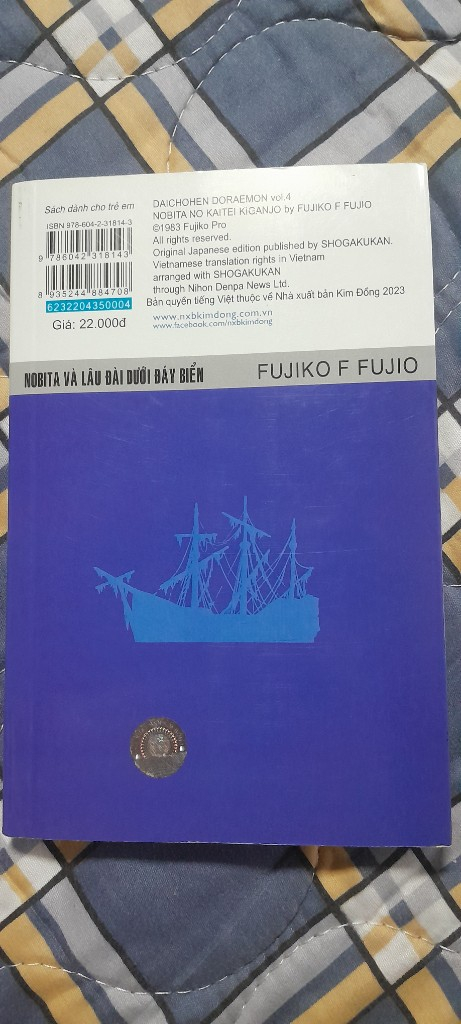 Sách dành cho trẻ em
ISBN 978-604-2-31814-3
9 786042 318143
8 935244 884708
6232204350004
Giá: 22.000đ
DAICHOHEN DORAEMON vol.4
NOBITA NO KAITEI KIGANJO by FUJIKO F FUJIO
©1983 Fujiko Pro
All rights reserved.
Original Japanese edition published by SHOGAKUKAN.
Vietnamese translation rights in Vietnam
arranged with SHOGAKUKAN
through Nihon Denpa News Ltd.
Bản quyền tiếng Việt thuộc về Nhà xuất bản Kim Đồng 2023
www.nxbkimdong.com.vn
www.facebook.com/nxbkimdong
NOBITA VÀ LÂU ĐÀI DƯỚI ĐÁY BIỂN
FUJIKO F FUJIO